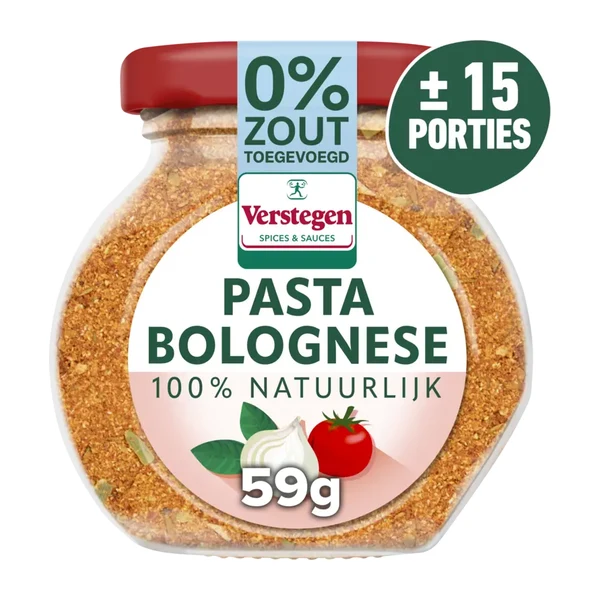 0%
ZOUT
TOEGEVOEGD
± 15
PORTIES
Verstegen
SPICES & SAUCES
PASTA
BOLOGNESE
100% NATUURLIJK
59g